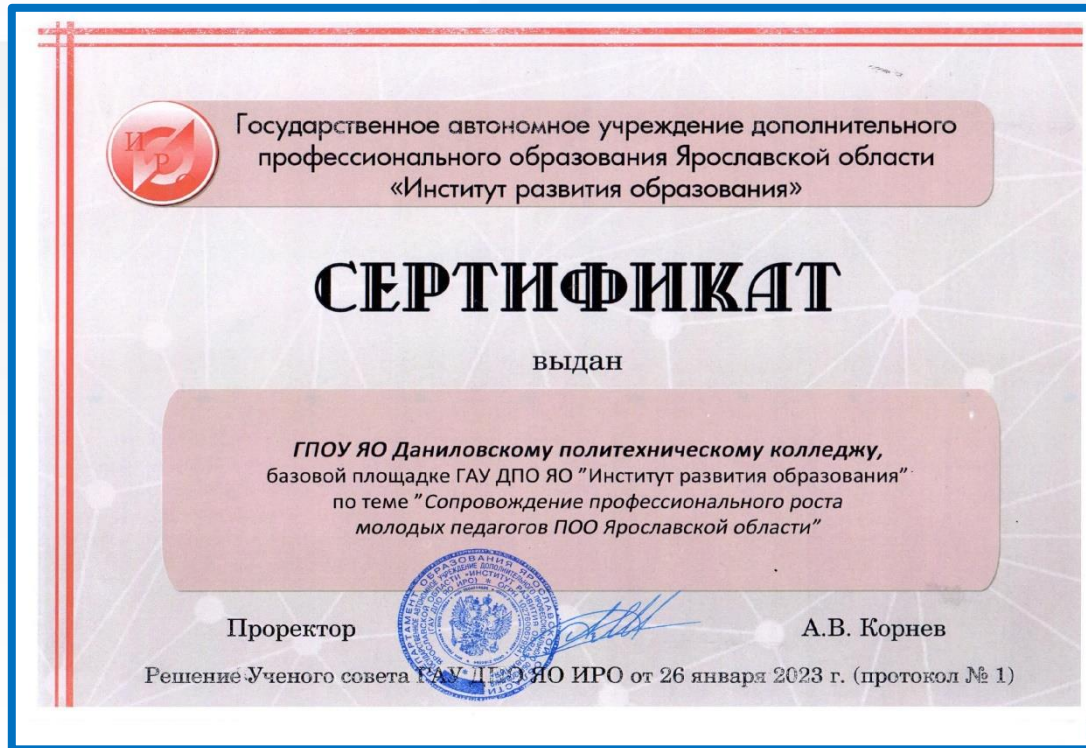 ИРО
Государственное автономное учреждение дополнительного
профессионального образования Ярославской области
«Институт развития образования»
СЕРТИФИКАТ
выдан
ГПОУ ЯО Даниловскому политехническому колледжу,
базовой площадке ГАУ ДПО ЯО "Институт развития образования"
по теме "Сопровождение профессионального роста
молодых педагогов ПОО Ярославской области"
Проректор
А.В. Корнев
Решение Ученого совета ГАУ ДПО ЯО ИРО от 26 января 2023 г. (протокол № 1)